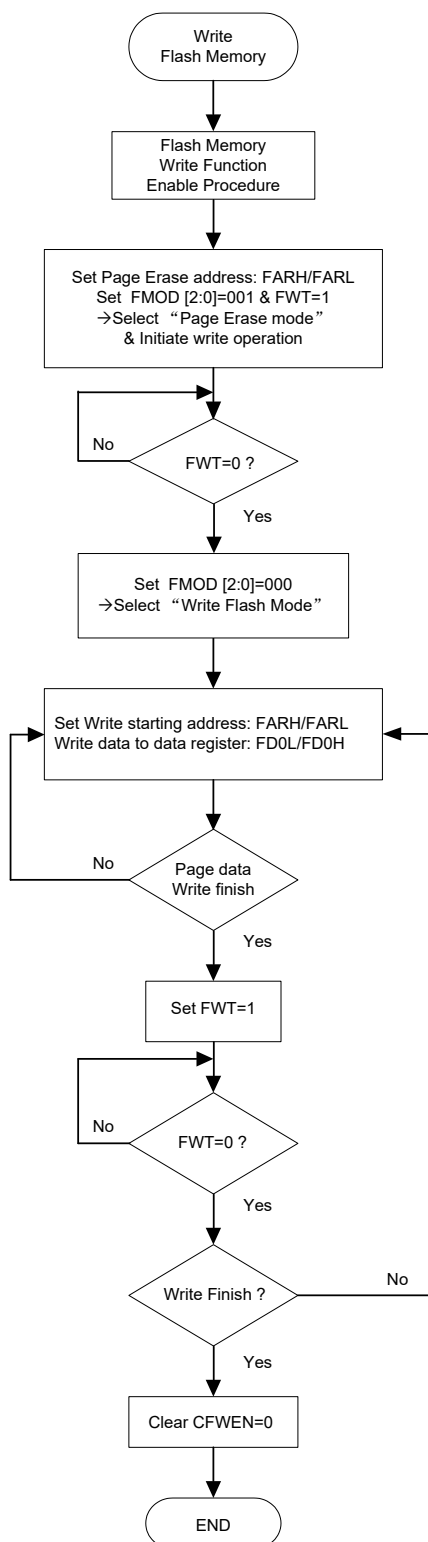 Write
Flash Memory
Flash Memory
Write Function
Enable Procedure
Set Page Erase address: FARH/FARL
Set FMOD [2:0]=001 & FWT=1
→Select “Page Erase mode”
& Initiate write operation
No
FWT=0 ?
Yes
Set FMOD [2:0]=000
→Select “Write Flash Mode”
Set Write starting address: FARH/FARL
Write data to data register: FD0L/FD0H
No
Page data
Write finish
Yes
Set FWT=1
No
FWT=0 ?
Yes
Write Finish ?
No
Yes
Clear CFWEN=0
END